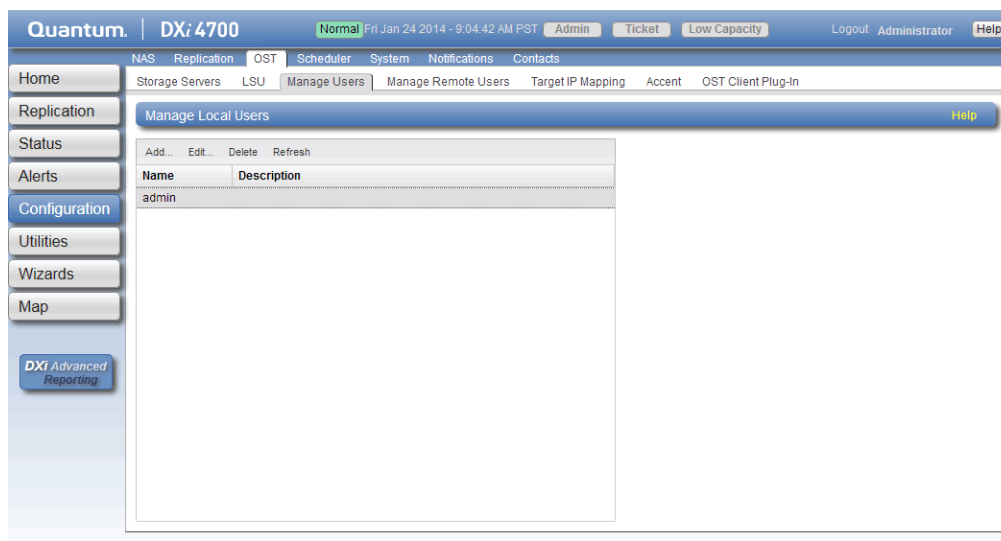 Quantum. DXi 4700 Normal Fri Jan 24 2014 - 9:04:42 AM PST Admin Ticket Low Capacity Logout Administrator Help
NAS Replication OST Scheduler System Notifications Contacts
Storage Servers LSU Manage Users Manage Remote Users Target IP Mapping Accent OST Client Plug-In
Home
Replication
Status
Alerts
Configuration
Utilities
Wizards
Map
DXi Advanced
Reporting
Manage Local Users Help
Add... Edit... Delete Refresh
Name Description
admin